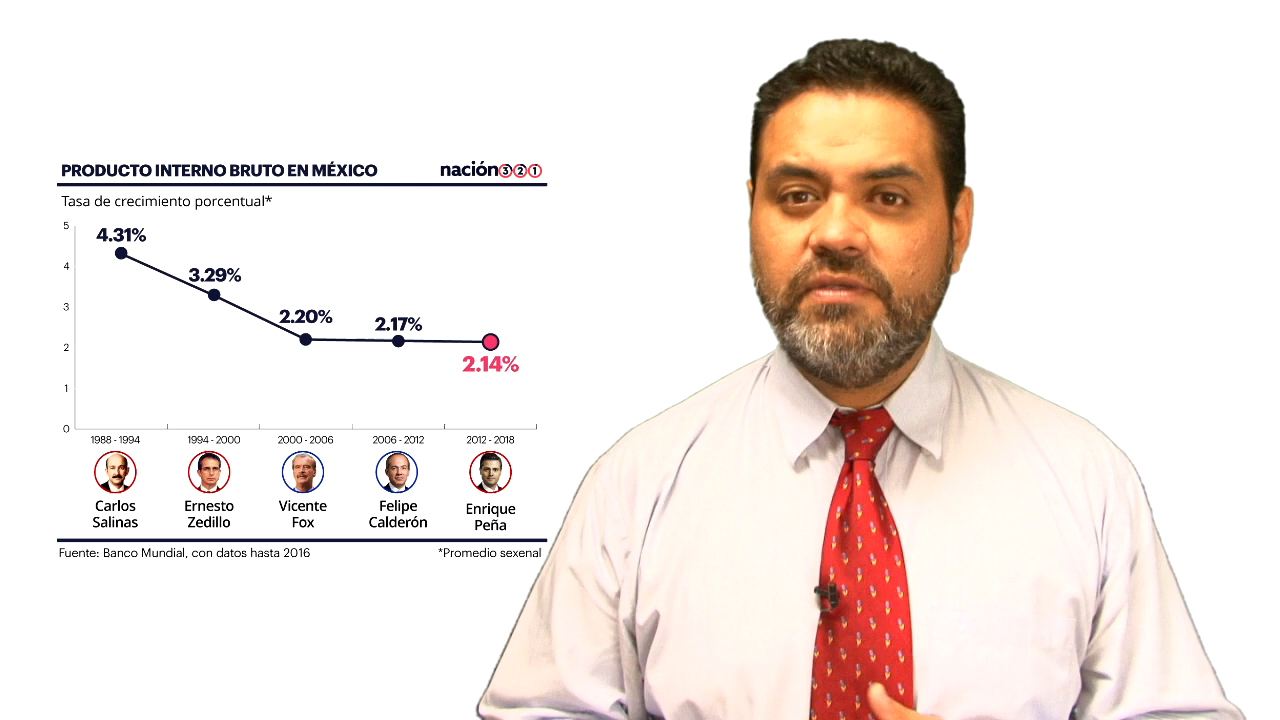 PRODUCTO INTERNO BRUTO EN MÉXICO
nación321
Tasa de crecimiento porcentual*
5
4
3
2
1
0
4.31%
3.29%
2.20%
2.17%
2.14%
1988 - 1994
1994 - 2000
2000 - 2006
2006 - 2012
2012 - 2018
Carlos
Salinas
Ernesto
Zedillo
Vicente
Fox
Felipe
Calderón
Enrique
Peña
Fuente: Banco Mundial, con datos hasta 2016
*Promedio sexenal